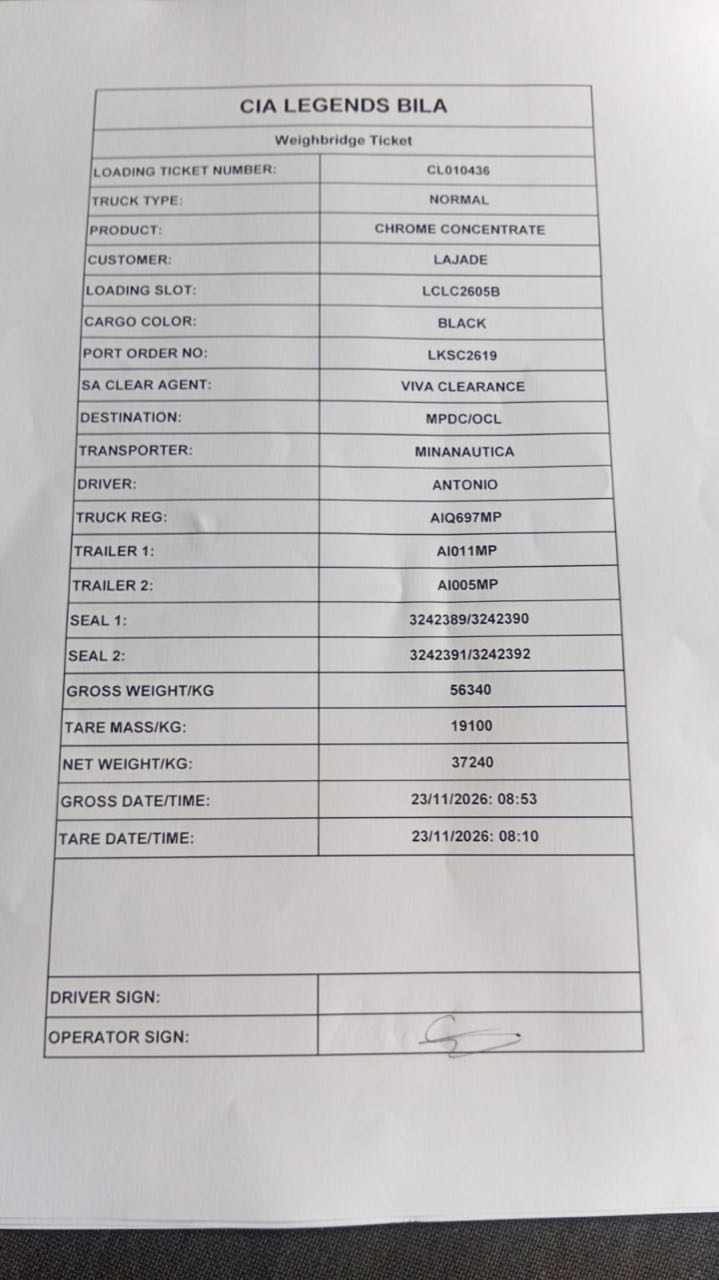 CIA LEGENDS BILA
Weighbridge Ticket
LOADING TICKET NUMBER: CL010436
TRUCK TYPE: NORMAL
PRODUCT: CHROME CONCENTRATE
CUSTOMER: LAJADE
LOADING SLOT: LCLC2605B
CARGO COLOR: BLACK
PORT ORDER NO: LKSC2619
SA CLEAR AGENT: VIVA CLEARANCE
DESTINATION: MPDC/OCL
TRANSPORTER: MINANAUTICA
DRIVER: ANTONIO
TRUCK REG: AIQ697MP
TRAILER 1: AI011MP
TRAILER 2: AI005MP
SEAL 1: 3242389/3242390
SEAL 2: 3242391/3242392
GROSS WEIGHT/KG 56340
TARE MASS/KG: 19100
NET WEIGHT/KG: 37240
GROSS DATE/TIME: 23/11/2026: 08:53
TARE DATE/TIME: 23/11/2026: 08:10
DRIVER SIGN:
OPERATOR SIGN: